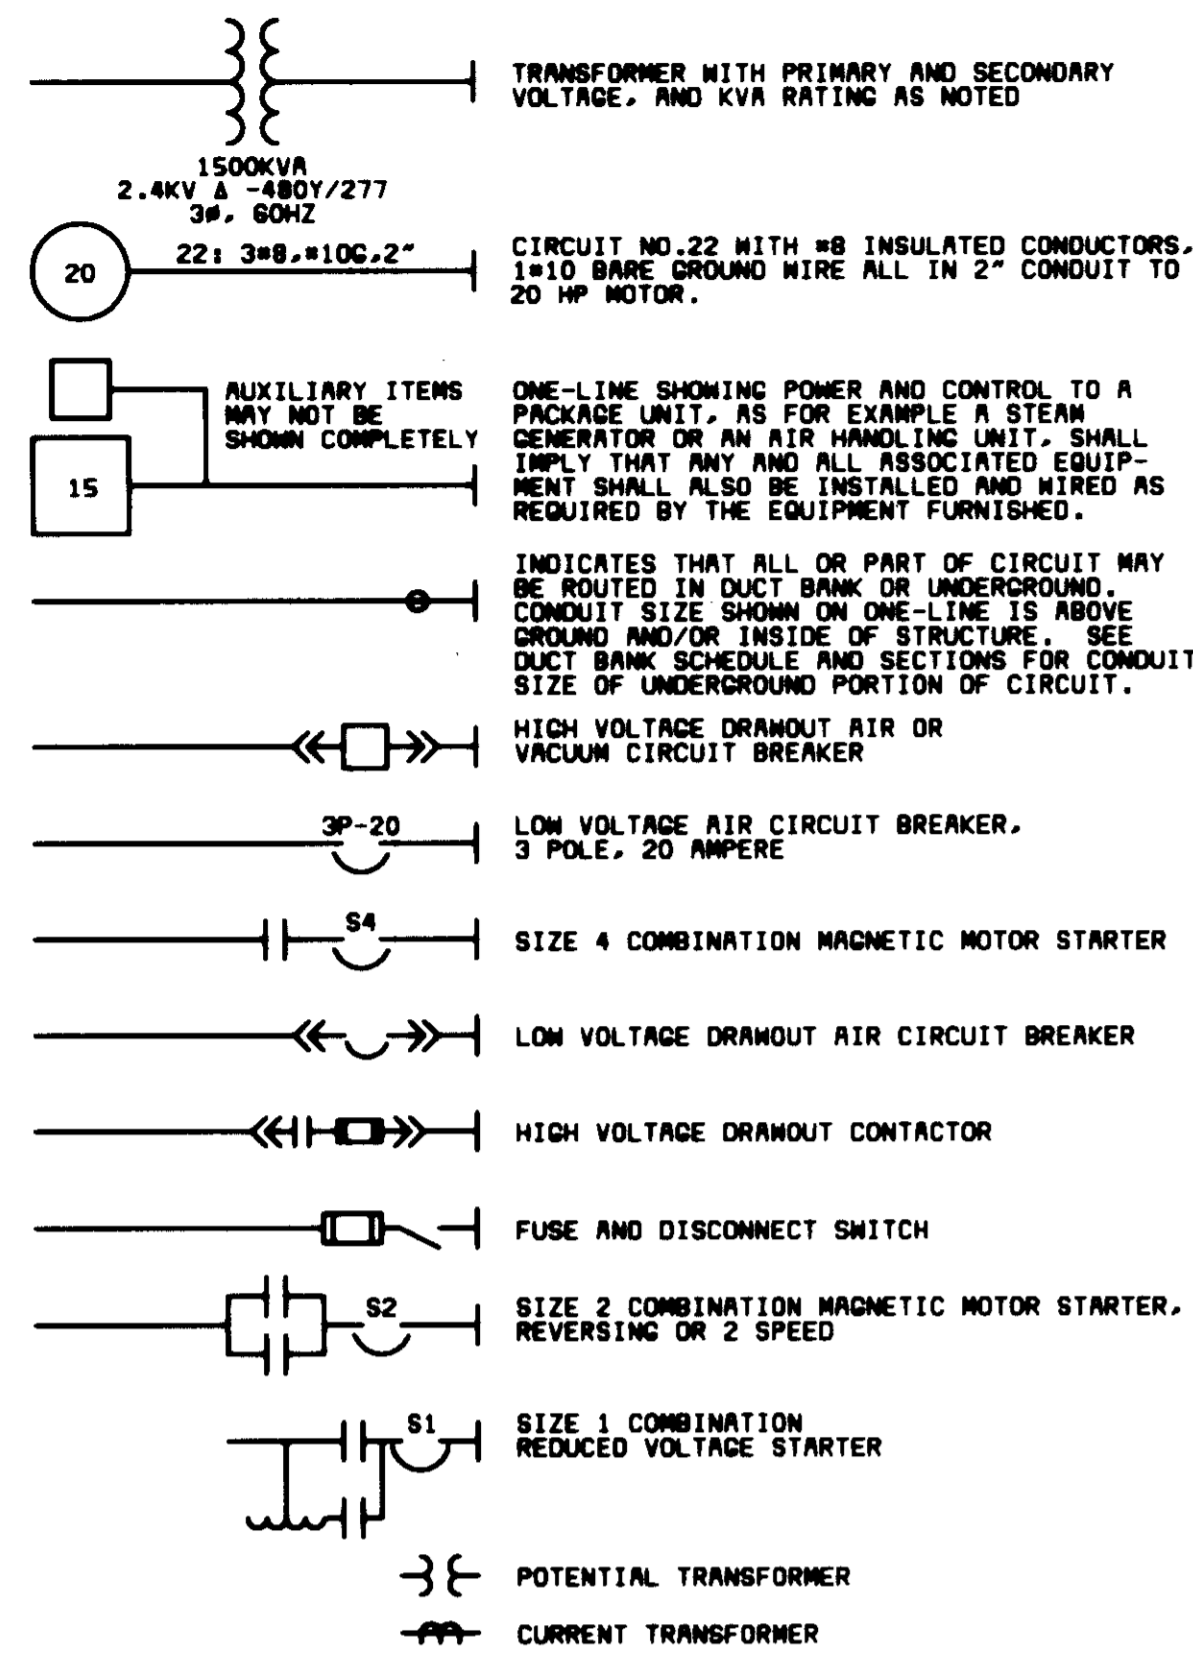 TRANSFORMER WITH PRIMARY AND SECONDARY
VOLTAGE, AND KVA RATING AS NOTED
1500KVA
2.4KV Δ -480Y/277
3ø, 60HZ
20
22: 3#8,#10G,2"
CIRCUIT NO.22 WITH #8 INSULATED CONDUCTORS,
1#10 BARE GROUND WIRE ALL IN 2" CONDUIT TO
20 HP MOTOR.
AUXILIARY ITEMS
MAY NOT BE
SHOWN COMPLETELY
15
ONE-LINE SHOWING POWER AND CONTROL TO A
PACKAGE UNIT, AS FOR EXAMPLE A STEAM
GENERATOR OR AN AIR HANDLING UNIT, SHALL
IMPLY THAT ANY AND ALL ASSOCIATED EQUIP-
MENT SHALL ALSO BE INSTALLED AND WIRED AS
REQUIRED BY THE EQUIPMENT FURNISHED.
INDICATES THAT ALL OR PART OF CIRCUIT MAY
BE ROUTED IN DUCT BANK OR UNDERGROUND.
CONDUIT SIZE SHOWN ON ONE-LINE IS ABOVE
GROUND AND/OR INSIDE OF STRUCTURE. SEE
DUCT BANK SCHEDULE AND SECTIONS FOR CONDUIT
SIZE OF UNDERGROUND PORTION OF CIRCUIT.
HIGH VOLTAGE DRAWOUT AIR OR
VACUUM CIRCUIT BREAKER
3P-20
LOW VOLTAGE AIR CIRCUIT BREAKER,
3 POLE, 20 AMPERE
S4
SIZE 4 COMBINATION MAGNETIC MOTOR STARTER
LOW VOLTAGE DRAWOUT AIR CIRCUIT BREAKER
HIGH VOLTAGE DRAWOUT CONTACTOR
FUSE AND DISCONNECT SWITCH
S2
SIZE 2 COMBINATION MAGNETIC MOTOR STARTER,
REVERSING OR 2 SPEED
S1
SIZE 1 COMBINATION
REDUCED VOLTAGE STARTER
POTENTIAL TRANSFORMER
CURRENT TRANSFORMER